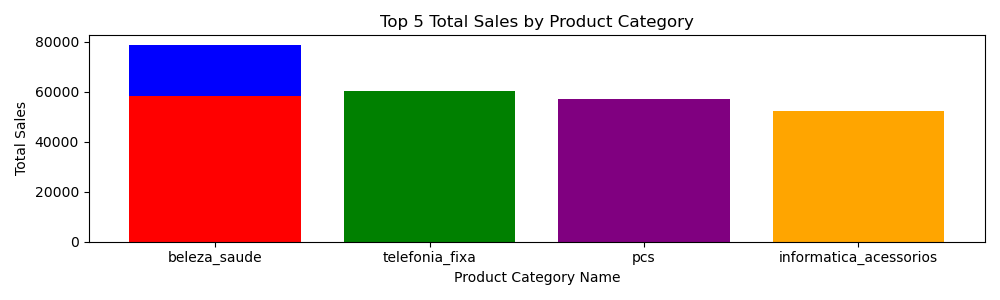 Top 5 Total Sales by Product Category
Total Sales
80000
60000
40000
20000
0
beleza_saude telefonia_fixa pcs informatica_acessorios
Product Category Name